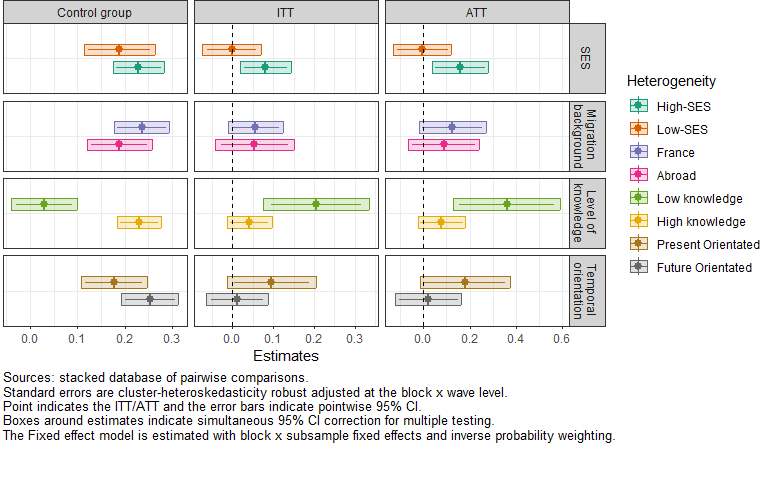 Control group
ITT
ATT
SES
Migration
background
Level of
knowledge
Temporal
orientation
0.0 0.1 0.2 0.3
0.0 0.1 0.2 0.3
0.0 0.2 0.4 0.6
Estimates
Heterogeneity
High-SES
Low-SES
France
Abroad
Low knowledge
High knowledge
Present Orientated
Future Orientated
Sources: stacked database of pairwise comparisons.
Standard errors are cluster-heteroskedasticity robust adjusted at the block x wave level.
Point indicates the ITT/ATT and the error bars indicate pointwise 95% CI.
Boxes around estimates indicate simultaneous 95% CI correction for multiple testing.
The Fixed effect model is estimated with block x subsample fixed effects and inverse probability weighting.